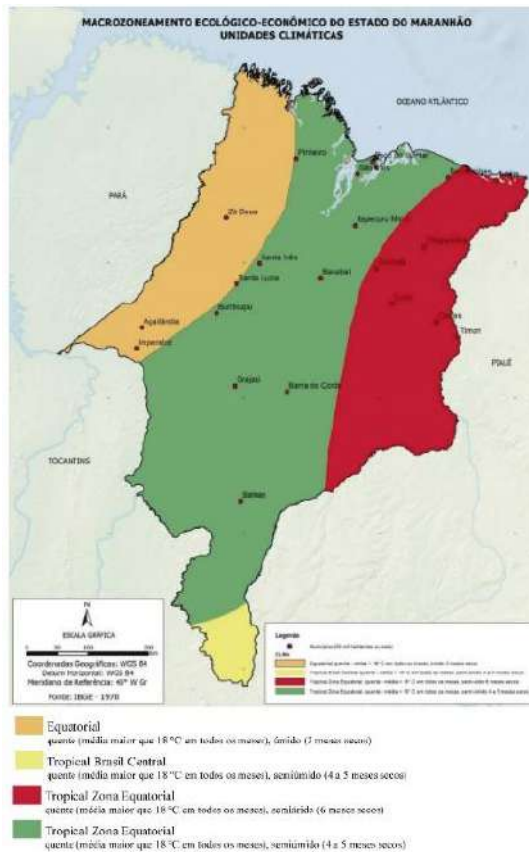 MACROZONEAMENTO ECOLÓGICO-ECONÔMICO DO ESTADO DO MARANHÃO
UNIDADES CLIMÁTICAS
OCEANO ATLÂNTICO
Pinheiro
PARÁ
Zé Doca
Itapecuru Mirim
Santa Inês
Santa Luzia
Bacabal
Buriticupu
Açailândia
Imperatriz
Caxias
Timon
PIAUÍ
Grajaú
Barra do Corda
TOCANTINS
Balsas
N
ESCALA GRÁFICA
Coordenadas Geográficas: WGS 84
Datum Horizontal: WGS 84
Meridiano de Referência: 45° W Gr
Fonte: IBGE - 1978
Legenda
CLIMA
Equatorial
quente (média maior que 18 °C em todos os meses), úmido (3 meses secos)
Tropical Brasil Central
quente (média maior que 18 °C em todos os meses), semiúmido (4 a 5 meses secos)
Tropical Zona Equatorial
quente (média maior que 18 °C em todos os meses), semiárido (6 meses secos)
Tropical Zona Equatorial
quente (média maior que 18 °C em todos os meses), semiúmido (4 a 5 meses secos)